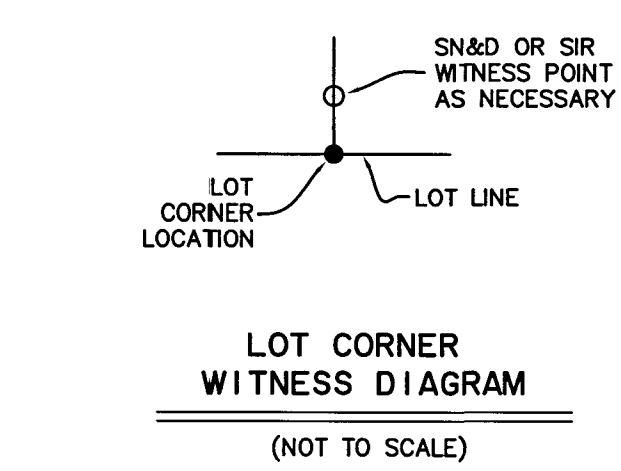 SN&D OR SIR
WITNESS POINT
AS NECESSARY
LOT
CORNER
LOCATION
LOT LINE
LOT CORNER
WITNESS DIAGRAM
(NOT TO SCALE)